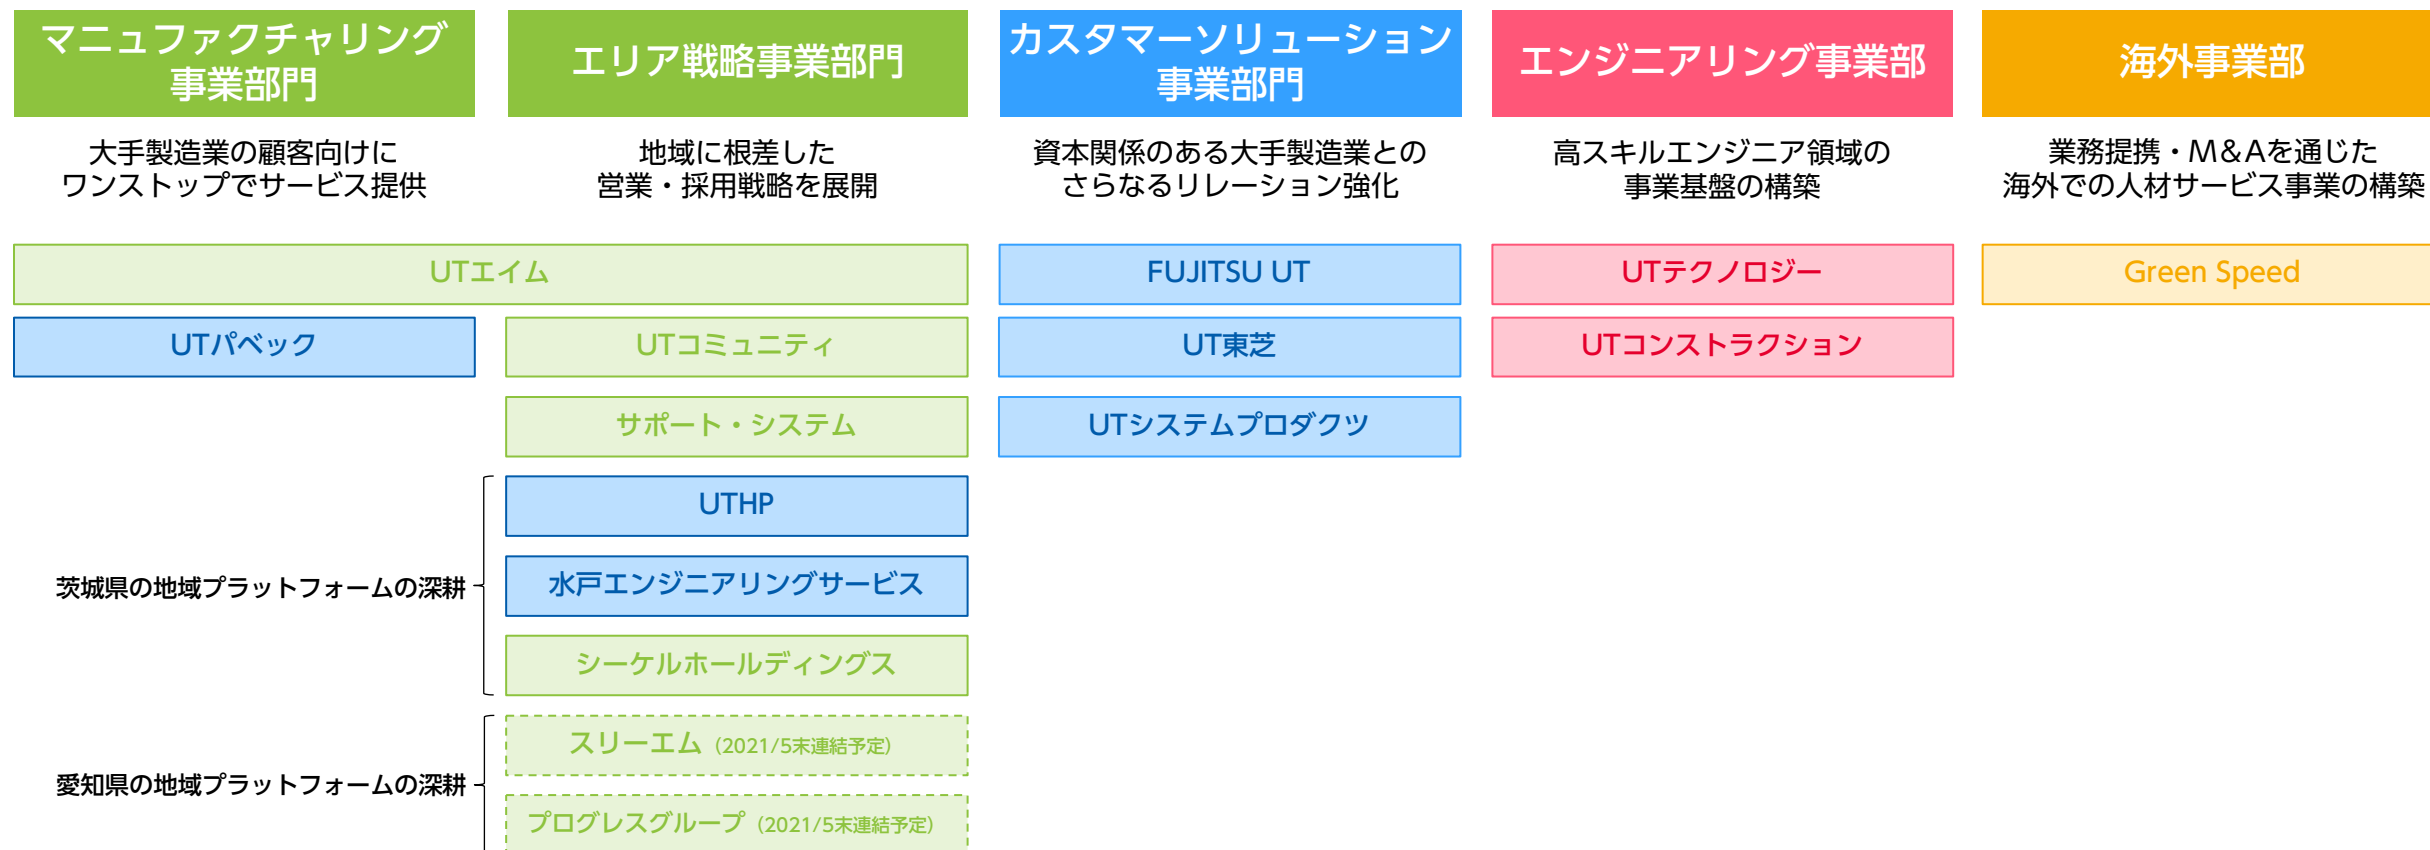 マニュファクチャリング
事業部門
エリア戦略事業部門
カスタマーソリューション
事業部門
エンジニアリング事業部
海外事業部
大手製造業の顧客向けに
ワンストップでサービス提供
地域に根差した
営業・採用戦略を展開
資本関係のある大手製造業との
さらなるリレーション強化
高スキルエンジニア領域の
事業基盤の構築
業務提携・M&Aを通じた
海外での人材サービス事業の構築
UTエイム
FUJITSU UT
UTテクノロジー
Green Speed
UTパベック
UTコミュニティ
UT東芝
UTコンストラクション
サポート・システム
UTシステムプロダクツ
UTHP
茨城県の地域プラットフォームの深耕
水戸エンジニアリングサービス
シーケルホールディングス
スリーエム（2021/5末連結予定）
愛知県の地域プラットフォームの深耕
プログレスグループ（2021/5末連結予定）